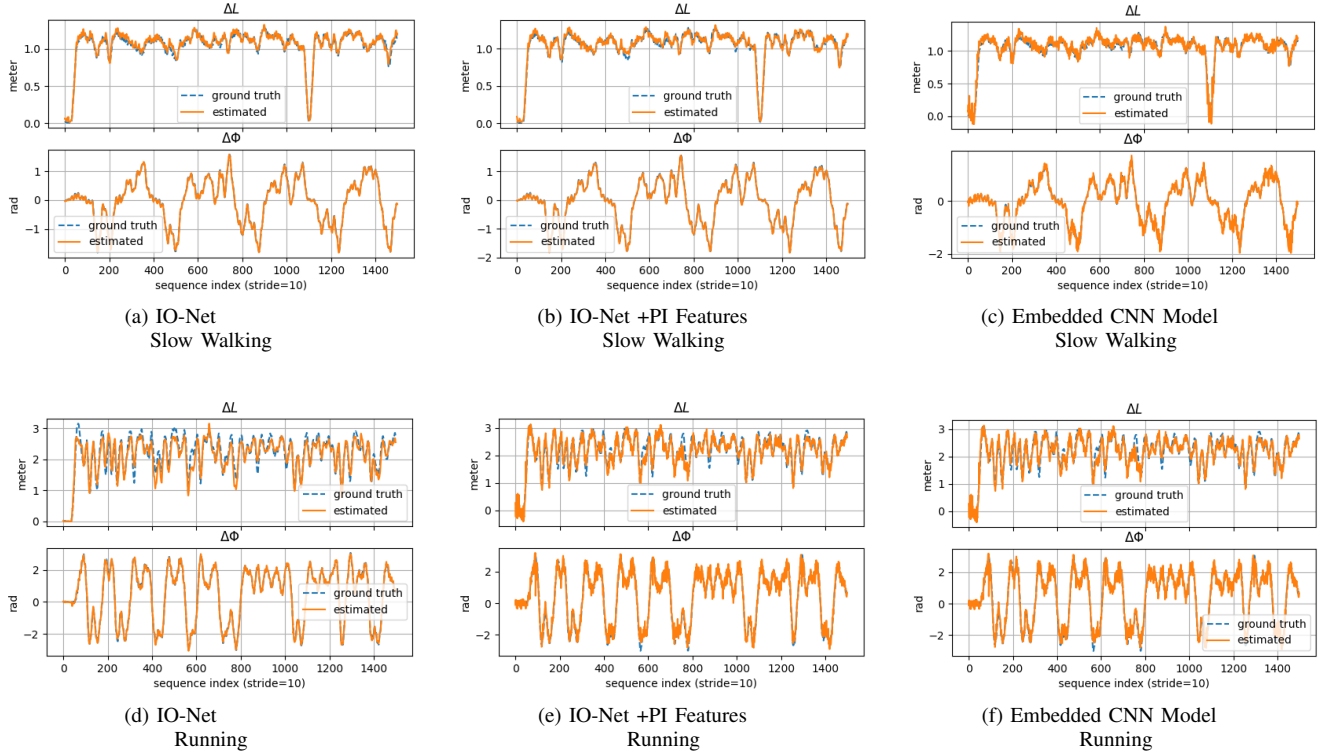 ΔL
1.0
0.5
0.0
meter
ground truth
estimated
ΔΦ
1
0
−1
rad
ground truth
estimated
0 200 400 600 800 1000 1200 1400
sequence index (stride=10)
(a) IO-Net
Slow Walking
ΔL
1.0
0.5
0.0
meter
ground truth
estimated
ΔΦ
1
0
−1
−2
rad
ground truth
estimated
0 200 400 600 800 1000 1200 1400
sequence index (stride=10)
(b) IO-Net +PI Features
Slow Walking
ΔL
1.0
0.5
0.0
meter
ground truth
estimated
ΔΦ
0
−2
rad
ground truth
estimated
0 200 400 600 800 1000 1200 1400
(c) Embedded CNN Model
Slow Walking
ΔL
3
2
1
0
meter
ground truth
estimated
ΔΦ
2
0
−2
rad
ground truth
estimated
0 200 400 600 800 1000 1200 1400
sequence index (stride=10)
(d) IO-Net
Running
ΔL
3
2
1
0
meter
ground truth
estimated
ΔΦ
2
0
−2
rad
0 200 400 600 800 1000 1200 1400
sequence index (stride=10)
(e) IO-Net +PI Features
Running
ΔL
3
2
1
0
meter
ground truth
estimated
ΔΦ
2
0
−2
rad
ground truth
estimated
0 200 400 600 800 1000 1200 1400
sequence index (stride=10)
(f) Embedded CNN Model
Running